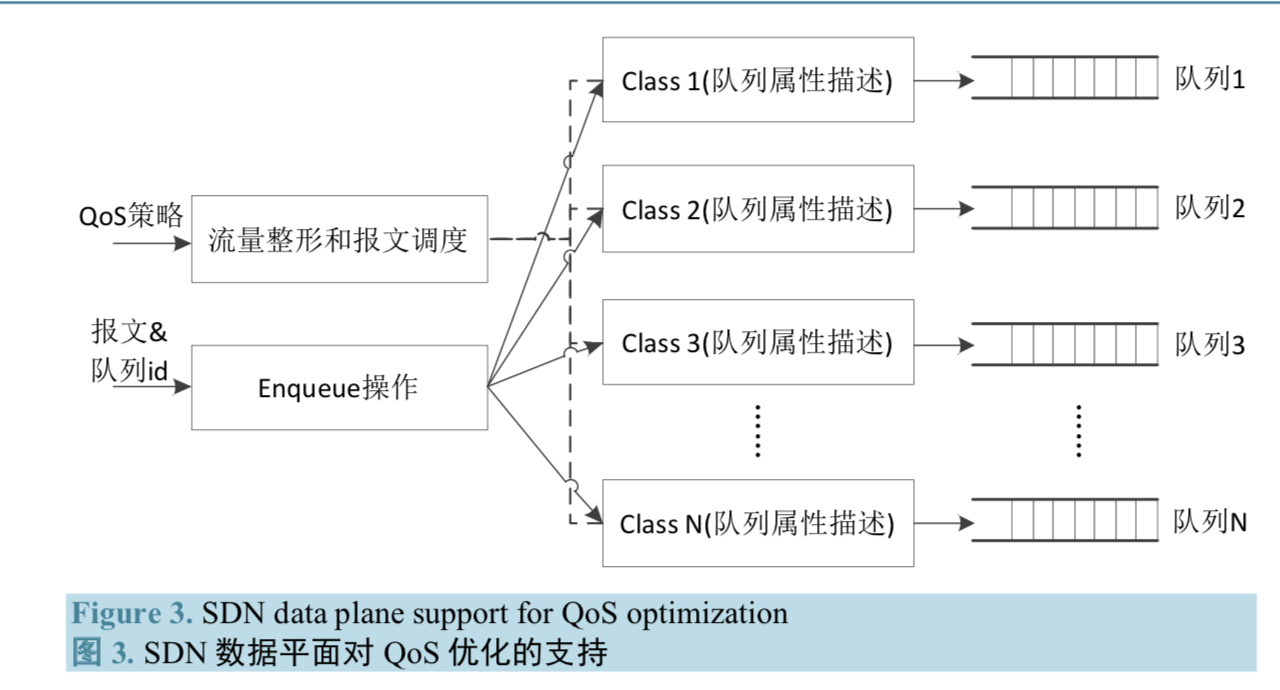 Class 1(队列属性描述)
队列1
QoS策略
流量整形和报文调度
Class 2(队列属性描述)
队列2
报文&
队列id
Enqueue操作
Class 3(队列属性描述)
队列3
Class N(队列属性描述)
队列N
Figure 3. SDN data plane support for QoS optimization
图 3. SDN 数据平面对 QoS 优化的支持